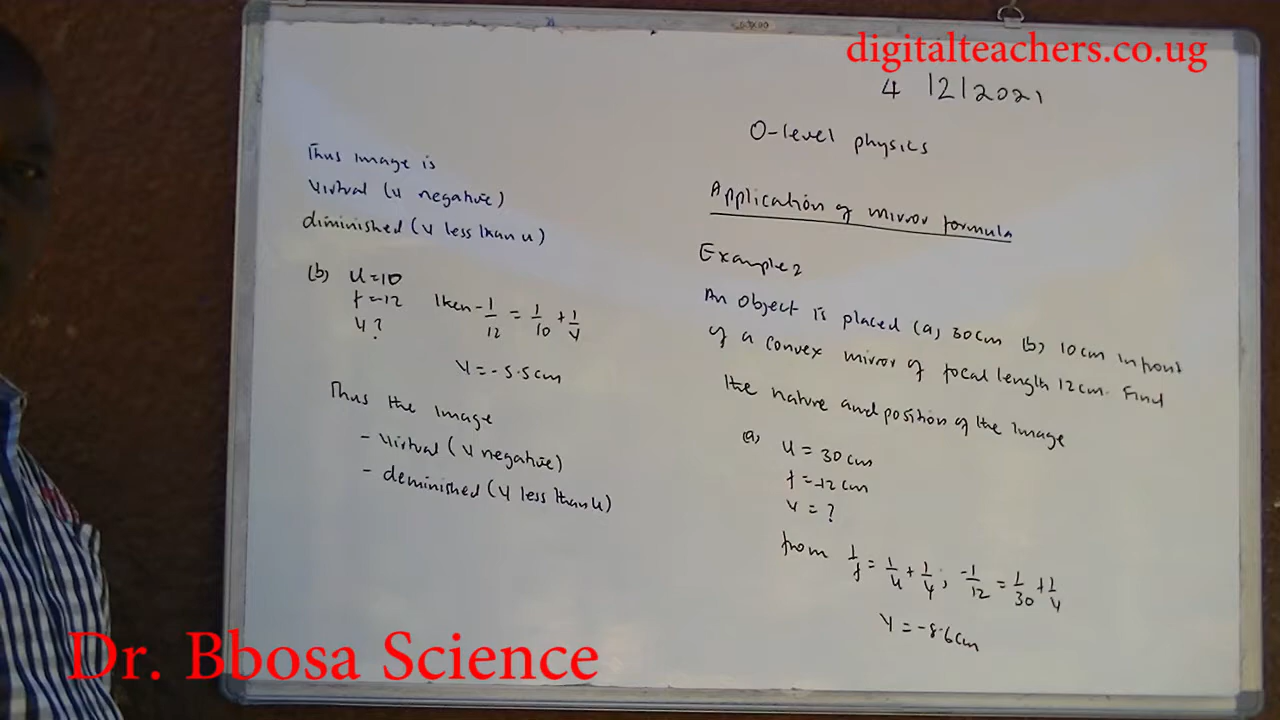 digitalteachers.co.ug
4 12 2021
O-level physics
Application of mirror formula
Example 2
An object is placed (a) 30cm (b) 10cm in front
of a convex mirror of focal length 12cm. Find
the nature and position of the image
(a) u = 30cm
f = -12cm
v = ?
from 1/f = 1/u + 1/v ; -1/12 = 1/30 + 1/v
v = -8.6cm
Thus image is
virtual (v negative)
diminished (v less than u)
(b) u = 10
f = -12 then -1/12 = 1/10 + 1/v
v ?
v = -5.5cm
Thus the image
- virtual (v negative)
- deminished (v less than u)
Dr. Bbosa Science